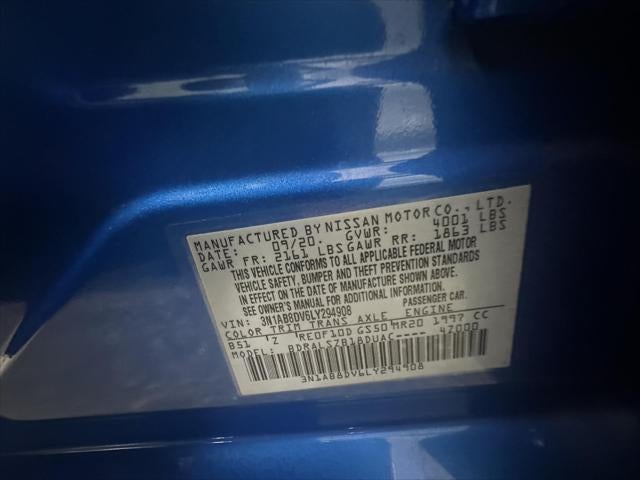 MANUFACTURED BY NISSAN MOTOR CO., LTD.
DATE: 09/20. GVWR: 4001 LBS
GAWR FR: 2161 LBS GAWR RR: 1863 LBS
THIS VEHICLE CONFORMS TO ALL APPLICABLE FEDERAL MOTOR
VEHICLE SAFETY, BUMPER AND THEFT PREVENTION STANDARDS
IN EFFECT ON THE DATE OF MANUFACTURE SHOWN ABOVE.
SEE OWNER'S MANUAL FOR ADDITIONAL INFORMATION.
VIN: 3N1AB8DV6LY294908 PASSENGER CAR.
COLOR TRIM TRANS AXLE ENGINE
B51 Z RE0F10D GS50 MR20 1997 CC
MODEL: BDRALSZB18DUAC---- 47000
3N1AB8DV6LY294908